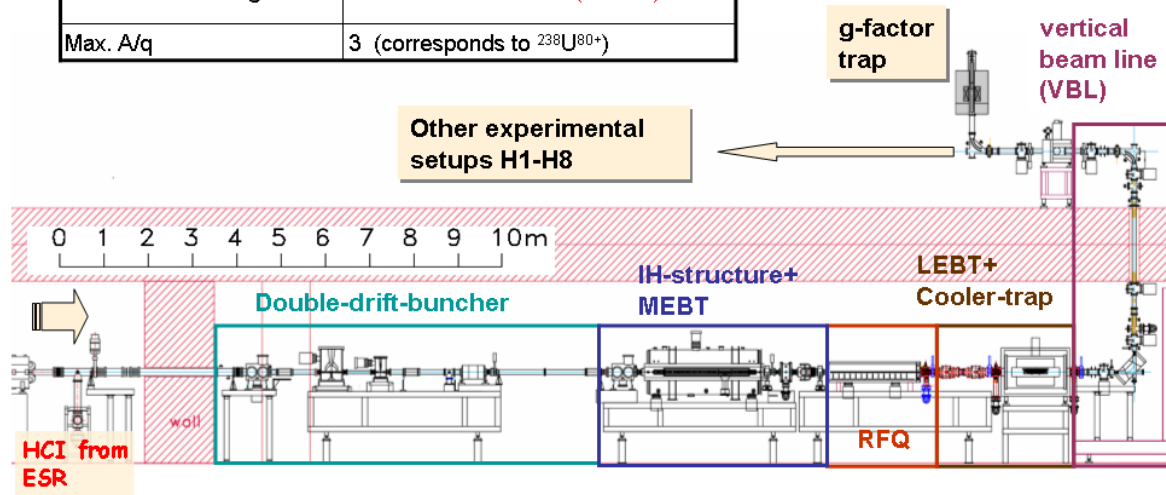 Max. A/q 3 (corresponds to ²³⁸U⁸⁰⁺)
g-factor
trap
vertical
beam line
(VBL)
Other experimental
setups H1-H8
0 1 2 3 4 5 6 7 8 9 10m
Double-drift-buncher
IH-structure+
MEBT
LEBT+
Cooler-trap
wall
RFQ
HCI from
ESR